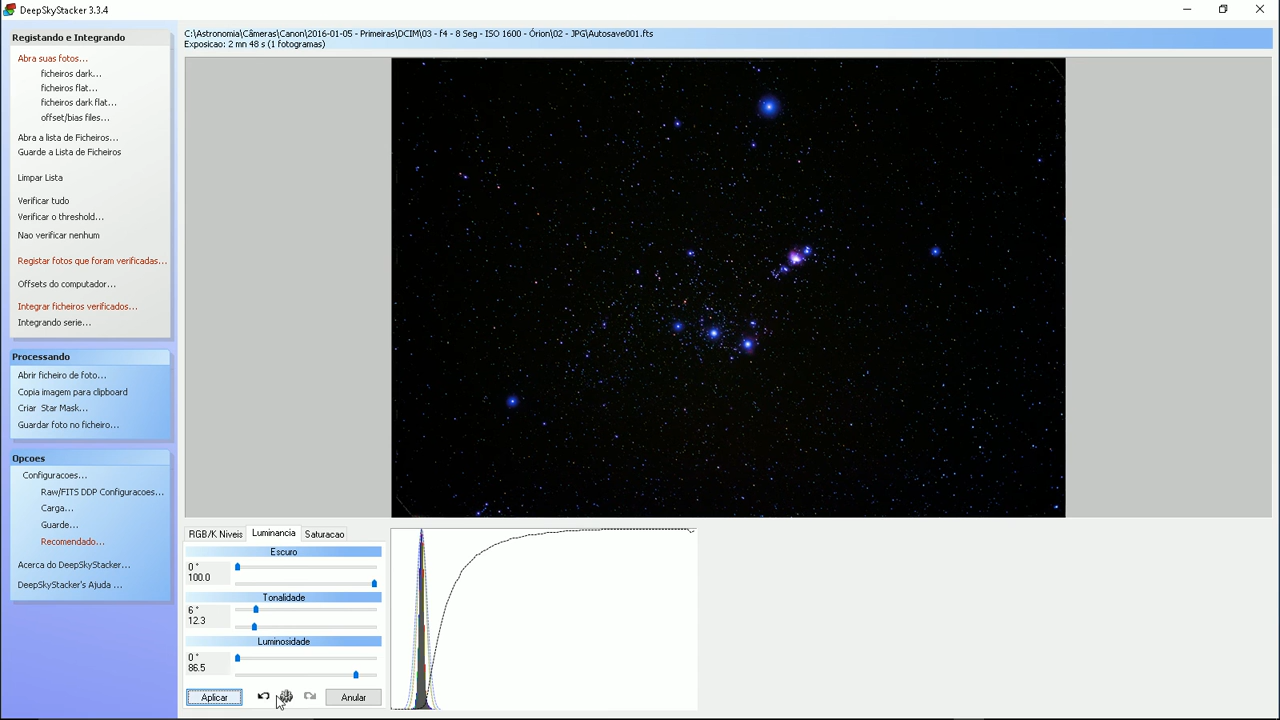 DeepSkyStacker 3.3.4
Registando e Integrando
Abra suas fotos...
ficheiros dark...
ficheiros flat...
ficheiros dark flat...
offset/bias files...
Abra a lista de Ficheiros...
Guarde a Lista de Ficheiros
Limpar Lista
Verificar tudo
Verificar o threshold...
Nao verificar nenhum
Registar fotos que foram verificadas...
Offsets do computador...
Integrar ficheiros verificados...
Integrando serie...
Processando
Abrir ficheiro de foto...
Copia imagem para clipboard
Criar Star Mask...
Guardar foto no ficheiro...
Opcoes
Configuracoes...
Raw/FITS DDP Configuracoes...
Carga...
Guarde...
Recomendado...
Acerca do DeepSkyStacker...
DeepSkyStacker's Ajuda ...
C:\Astronomia\Câmeras\Canon\2016-01-05 - Primeiras\DCIM\03 - f4 - 8 Seg - ISO 1600 - Órion\02 - JPG\Autosave001.fts
Exposicao: 2 mn 48 s (1 fotogramas)
RGB/K Niveis
Luminancia
Saturacao
Escuro
0 °
100.0
Tonalidade
6 °
12.3
Luminosidade
0 °
86.5
Aplicar
Anular